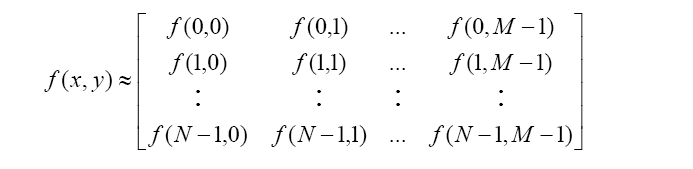 f(0,0) f(0,1) ... f(0,M−1)
f(1,0) f(1,1) ... f(1,M−1)
f(x,y)≈
⋮ ⋮ ⋮ ⋮
f(N−1,0) f(N−1,1) ... f(N−1,M−1)